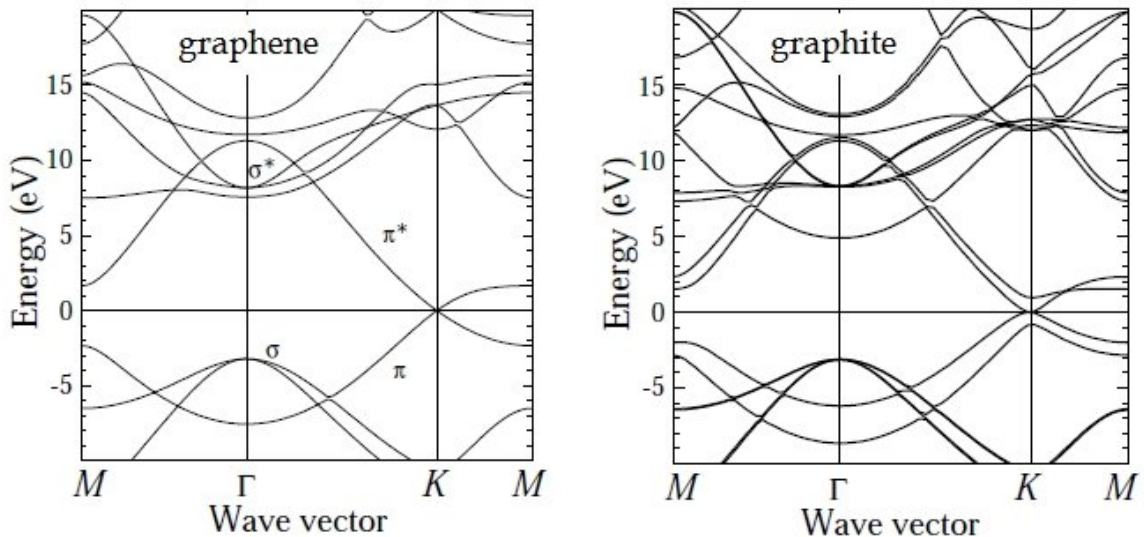 graphene
15
10
5
0
-5
Energy (eV)
σ*
π*
σ
π
M Γ K M
Wave vector
graphite
15
10
5
0
-5
Energy (eV)
M Γ K M
Wave vector